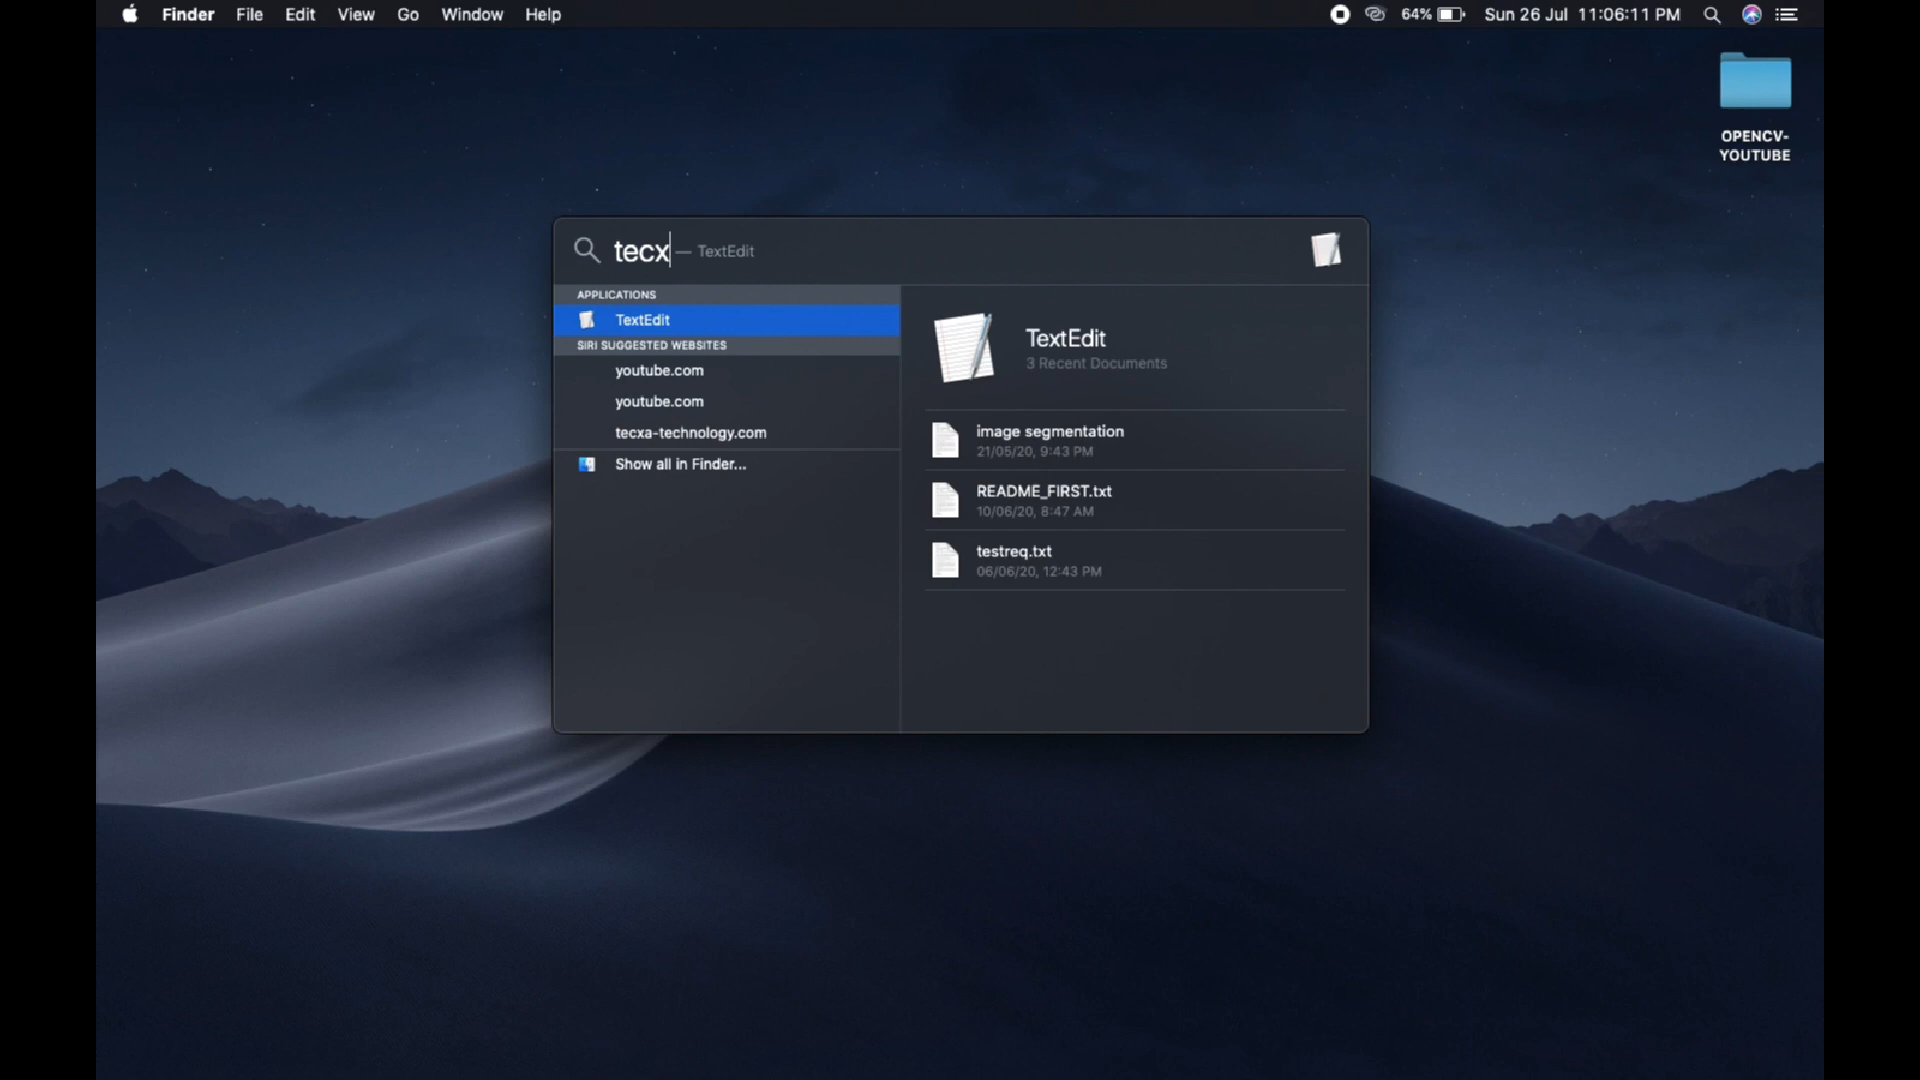 Finder File Edit View Go Window Help 64% Sun 26 Jul 11:06:11 PM
OPENCV-
YOUTUBE
tecx — TextEdit
APPLICATIONS
TextEdit
SIRI SUGGESTED WEBSITES
youtube.com
youtube.com
tecxa-technology.com
Show all in Finder...
TextEdit
3 Recent Documents
image segmentation
21/05/20, 9:43 PM
README_FIRST.txt
10/06/20, 8:47 AM
testreq.txt
06/06/20, 12:43 PM